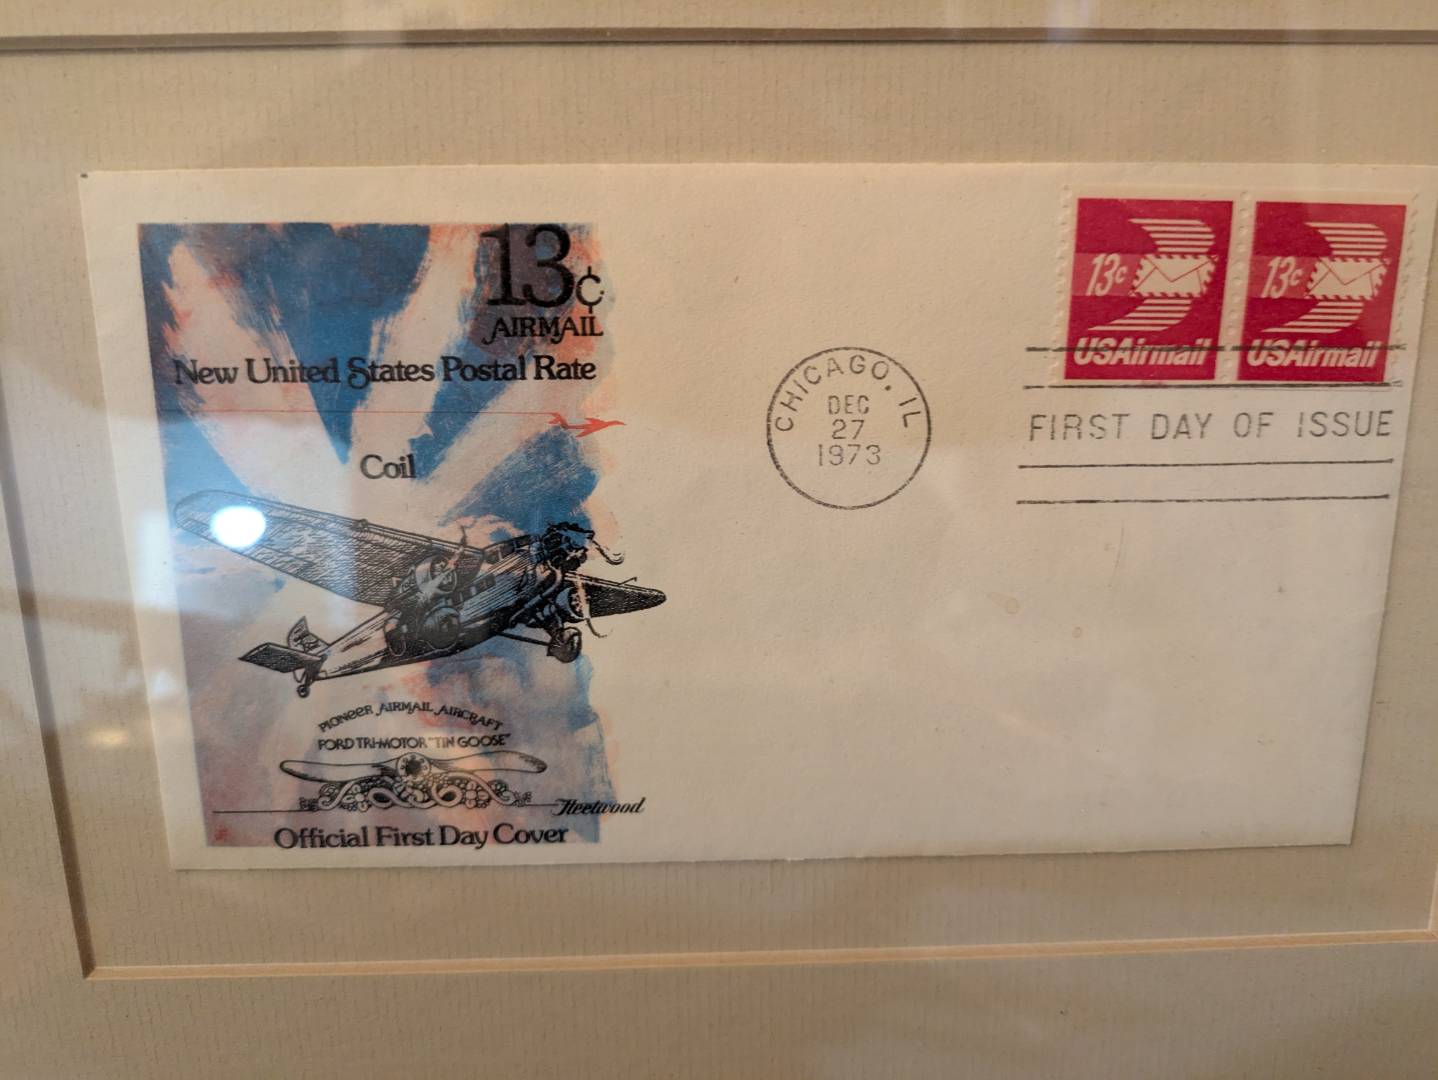 13¢
AIRMAIL
New United States Postal Rate
Coil
PIONEER AIRMAIL AIRCRAFT
FORD TRI-MOTOR "TIN GOOSE"
Fleetwood
Official First Day Cover
CHICAGO, IL
DEC
27
1973
13c
USAirmail
13c
USAirmail
FIRST DAY OF ISSUE